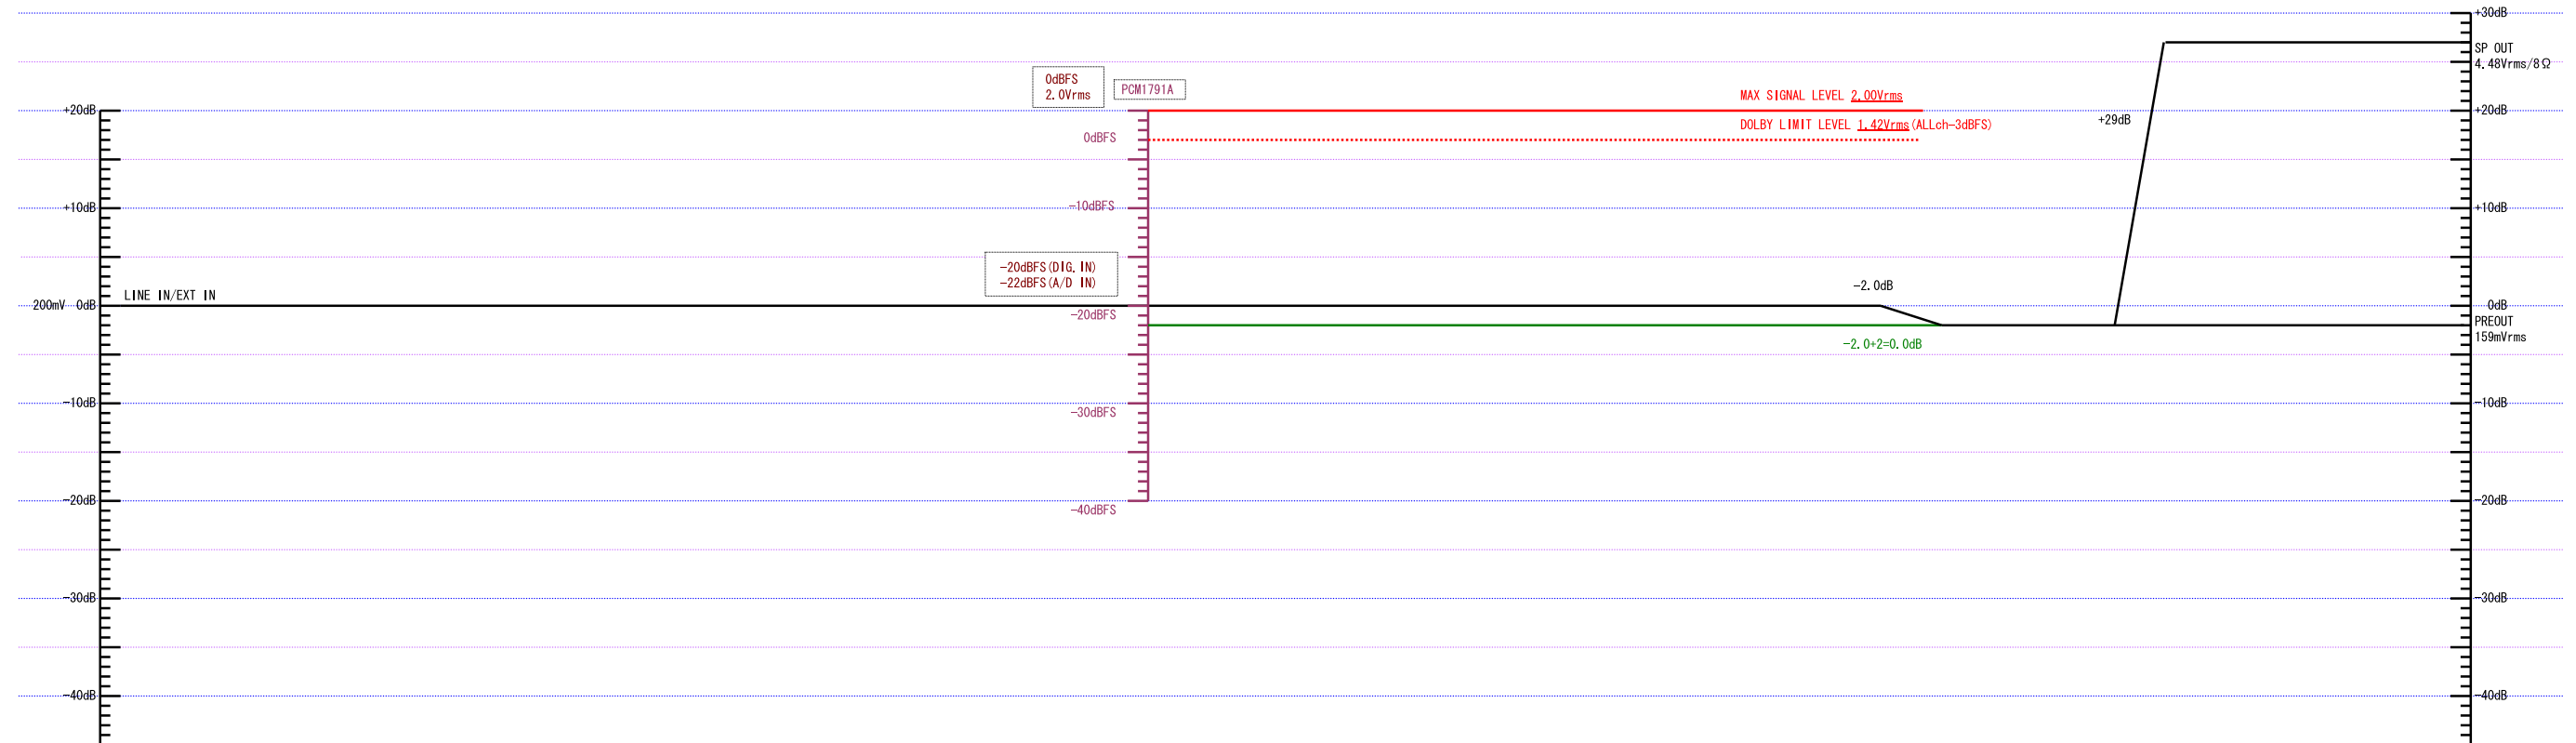 +30dB
SP OUT
4.48Vrms/8Ω
0dBFS
2.0Vrms
PCM1791A
MAX SIGNAL LEVEL 2.00Vrms
+20dB
+20dB
DOLBY LIMIT LEVEL 1.42Vrms(ALLch-3dBFS)
+29dB
0dBFS
+10dB
-10dBFS
+10dB
-20dBFS(DIG.IN)
-22dBFS(A/D IN)
-2.0dB
LINE IN/EXT IN
200mV 0dB
0dB
-20dBFS
PREOUT
159mVrms
-2.0+2=0.0dB
-10dB
-10dB
-30dBFS
-20dB
-20dB
-40dBFS
-30dB
-30dB
-40dB
-40dB